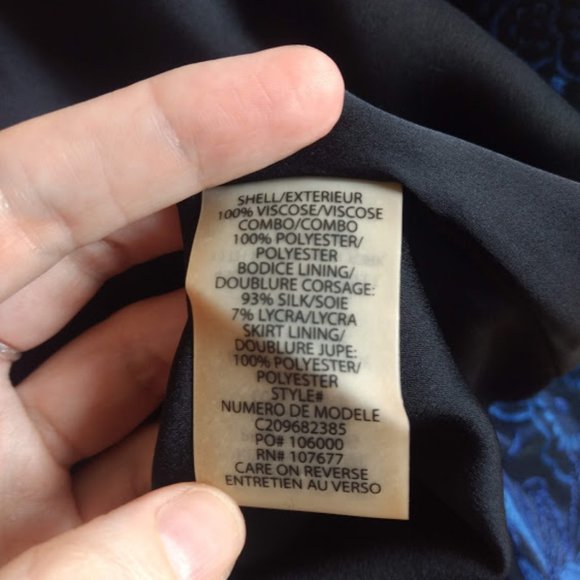 SHELL/EXTERIEUR
100% VISCOSE/VISCOSE
COMBO/COMBO
100% POLYESTER/
POLYESTER
BODICE LINING/
DOUBLURE CORSAGE:
93% SILK/SOIE
7% LYCRA/LYCRA
SKIRT LINING/
DOUBLURE JUPE:
100% POLYESTER/
POLYESTER
STYLE#
NUMERO DE MODELE
C209682385
PO# 106000
RN# 107677
CARE ON REVERSE
ENTRETIEN AU VERSO